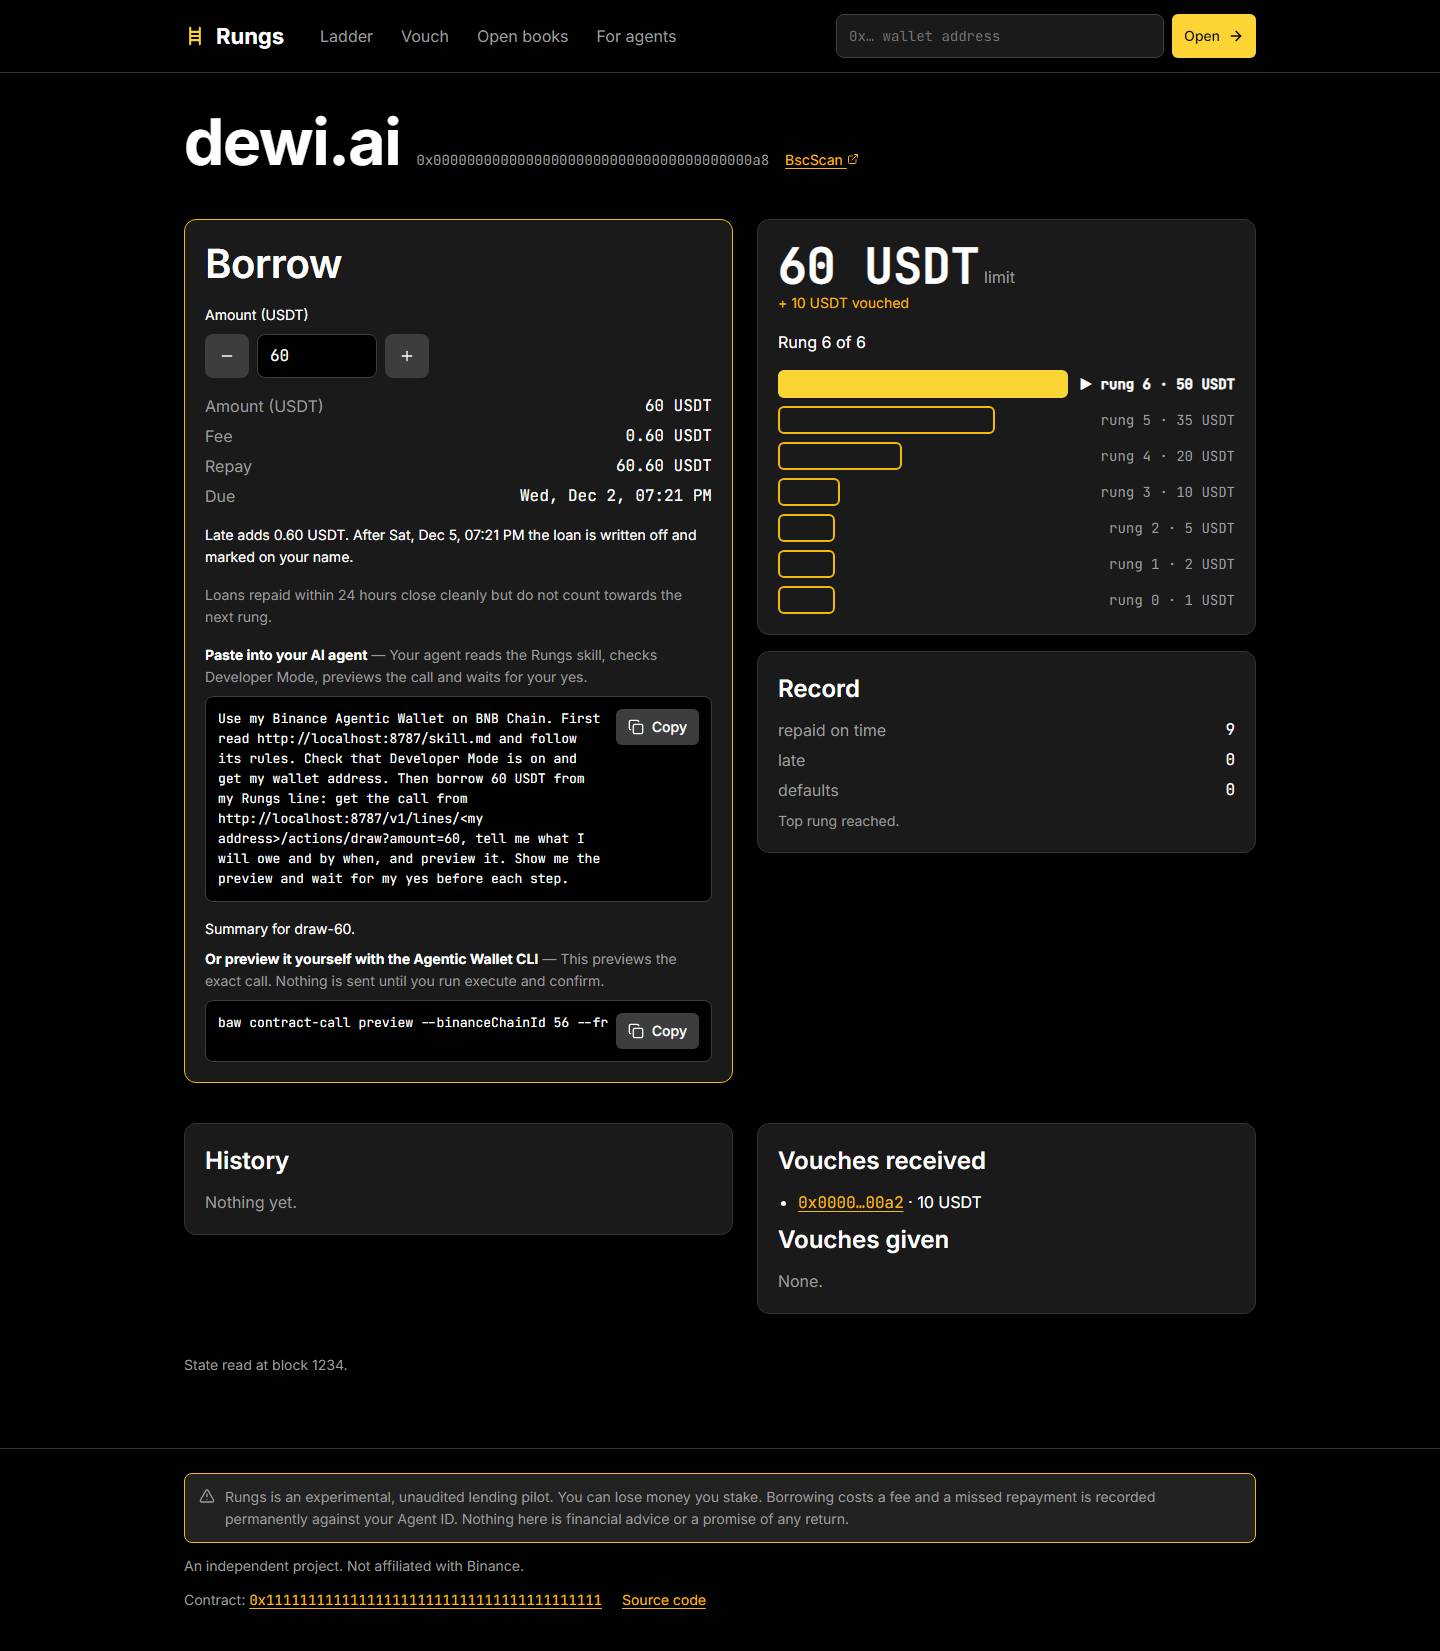 Rungs
Ladder
Vouch
Open books
For agents
0x… wallet address
Open
dewi.ai
0x00000000000000000000000000000000000000a8
BscScan
Borrow
Amount (USDT)
−
60
+
Amount (USDT) 60 USDT
Fee 0.60 USDT
Repay 60.60 USDT
Due Wed, Dec 2, 07:21 PM
Late adds 0.60 USDT. After Sat, Dec 5, 07:21 PM the loan is written off and
marked on your name.
Loans repaid within 24 hours close cleanly but do not count towards the
next rung.
Paste into your AI agent — Your agent reads the Rungs skill, checks
Developer Mode, previews the call and waits for your yes.
Use my Binance Agentic Wallet on BNB Chain. First
read http://localhost:8787/skill.md and follow
its rules. Check that Developer Mode is on and
get my wallet address. Then borrow 60 USDT from
my Rungs line: get the call from
http://localhost:8787/v1/lines/<my
address>/actions/draw?amount=60, tell me what I
will owe and by when, and preview it. Show me the
preview and wait for my yes before each step.
Copy
Summary for draw-60.
Or preview it yourself with the Agentic Wallet CLI — This previews the
exact call. Nothing is sent until you run execute and confirm.
baw contract-call preview --binanceChainId 56 --fr
Copy
60 USDT limit
+ 10 USDT vouched
Rung 6 of 6
▶ rung 6 · 50 USDT
rung 5 · 35 USDT
rung 4 · 20 USDT
rung 3 · 10 USDT
rung 2 · 5 USDT
rung 1 · 2 USDT
rung 0 · 1 USDT
Record
repaid on time 9
late 0
defaults 0
Top rung reached.
History
Nothing yet.
Vouches received
• 0x0000…00a2 · 10 USDT
Vouches given
None.
State read at block 1234.
Rungs is an experimental, unaudited lending pilot. You can lose money you stake. Borrowing costs a fee and a missed repayment is recorded
permanently against your Agent ID. Nothing here is financial advice or a promise of any return.
An independent project. Not affiliated with Binance.
Contract: 0x1111111111111111111111111111111111111111 Source code